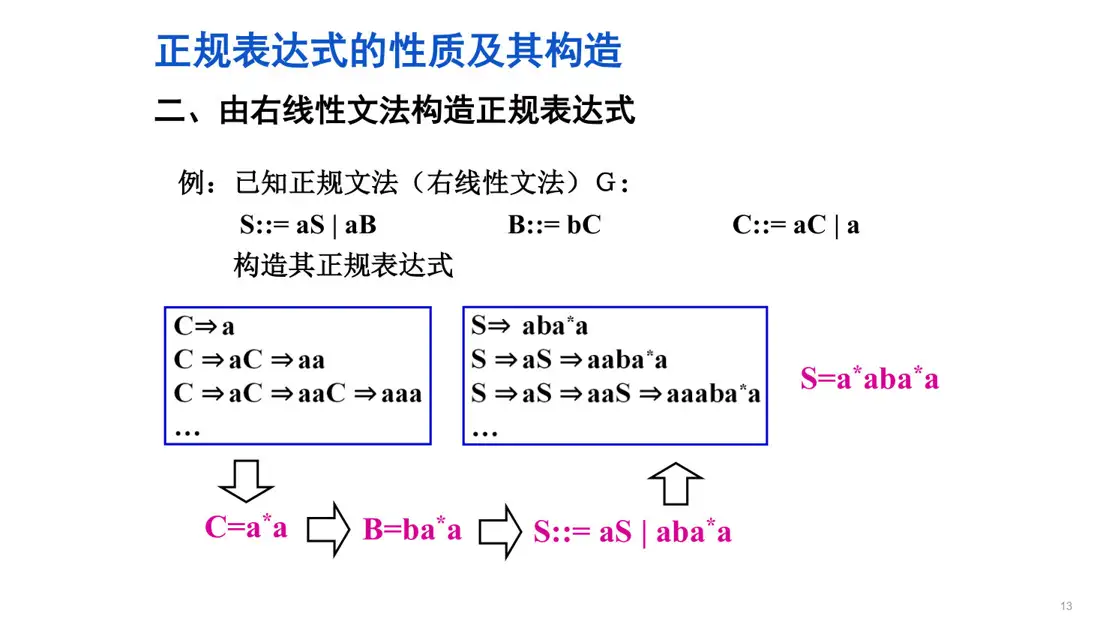 正规表达式的性质及其构造
二、由右线性文法构造正规表达式
例：已知正规文法（右线性文法）G:
S::= aS | aB B::= bC C::= aC | a
构造其正规表达式
C⇒a
C ⇒aC ⇒aa
C ⇒aC ⇒aaC ⇒aaa
…
S⇒ aba*a
S ⇒aS ⇒aaba*a
S ⇒aS ⇒aaS ⇒aaaba*a
…
S=a*aba*a
C=a*a
B=ba*a
S::= aS | aba*a
13